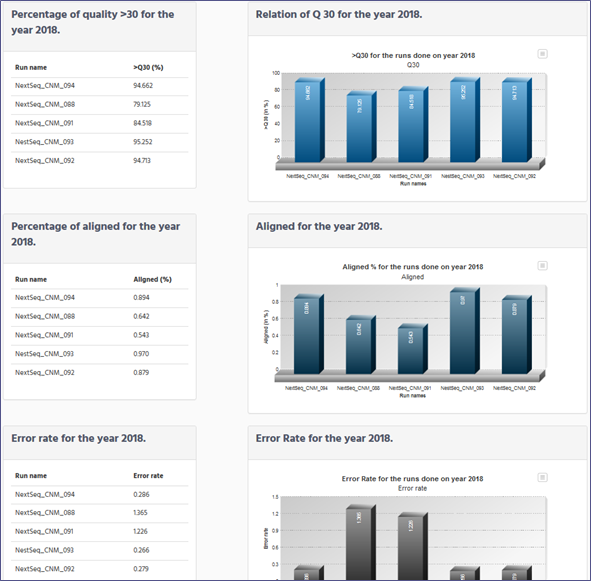 Percentage of quality >30 for the
year 2018.
Run name >Q30 (%)
NextSeq_CNM_094 94.662
NextSeq_CNM_088 79.125
NextSeq_CNM_091 84.518
NestSeq_CNM_093 95.252
NextSeq_CNM_092 94.713
Relation of Q 30 for the year 2018.
>Q30 for the runs done on year 2018
Q30
>Q30 (in %)
100
80
60
40
20
0
94.662
79.125
84.518
95.252
94.713
NextSeq_CNM_094 NextSeq_CNM_088 NextSeq_CNM_091 NestSeq_CNM_093 NextSeq_CNM_092
Run names
Percentage of aligned for the year
2018.
Run name Aligned (%)
NextSeq_CNM_094 0.894
NextSeq_CNM_088 0.642
NextSeq_CNM_091 0.543
NestSeq_CNM_093 0.970
NextSeq_CNM_092 0.879
Aligned for the year 2018.
Aligned % for the runs done on year 2018
Aligned
Aligned (in %)
1
0.8
0.6
0.4
0.2
0
0.894
0.642
0.543
0.97
0.879
NextSeq_CNM_094 NextSeq_CNM_088 NextSeq_CNM_091 NestSeq_CNM_093 NextSeq_CNM_092
Run names
Error rate for the year 2018.
Run name Error rate
NextSeq_CNM_094 0.286
NextSeq_CNM_088 1.365
NextSeq_CNM_091 1.226
NestSeq_CNM_093 0.266
NextSeq_CNM_092 0.279
Error Rate for the year 2018.
Error Rate for the runs done on year 2018
Error rate
Error rate
1.5
1.2
0.9
0.6
0.3
1.365
1.226